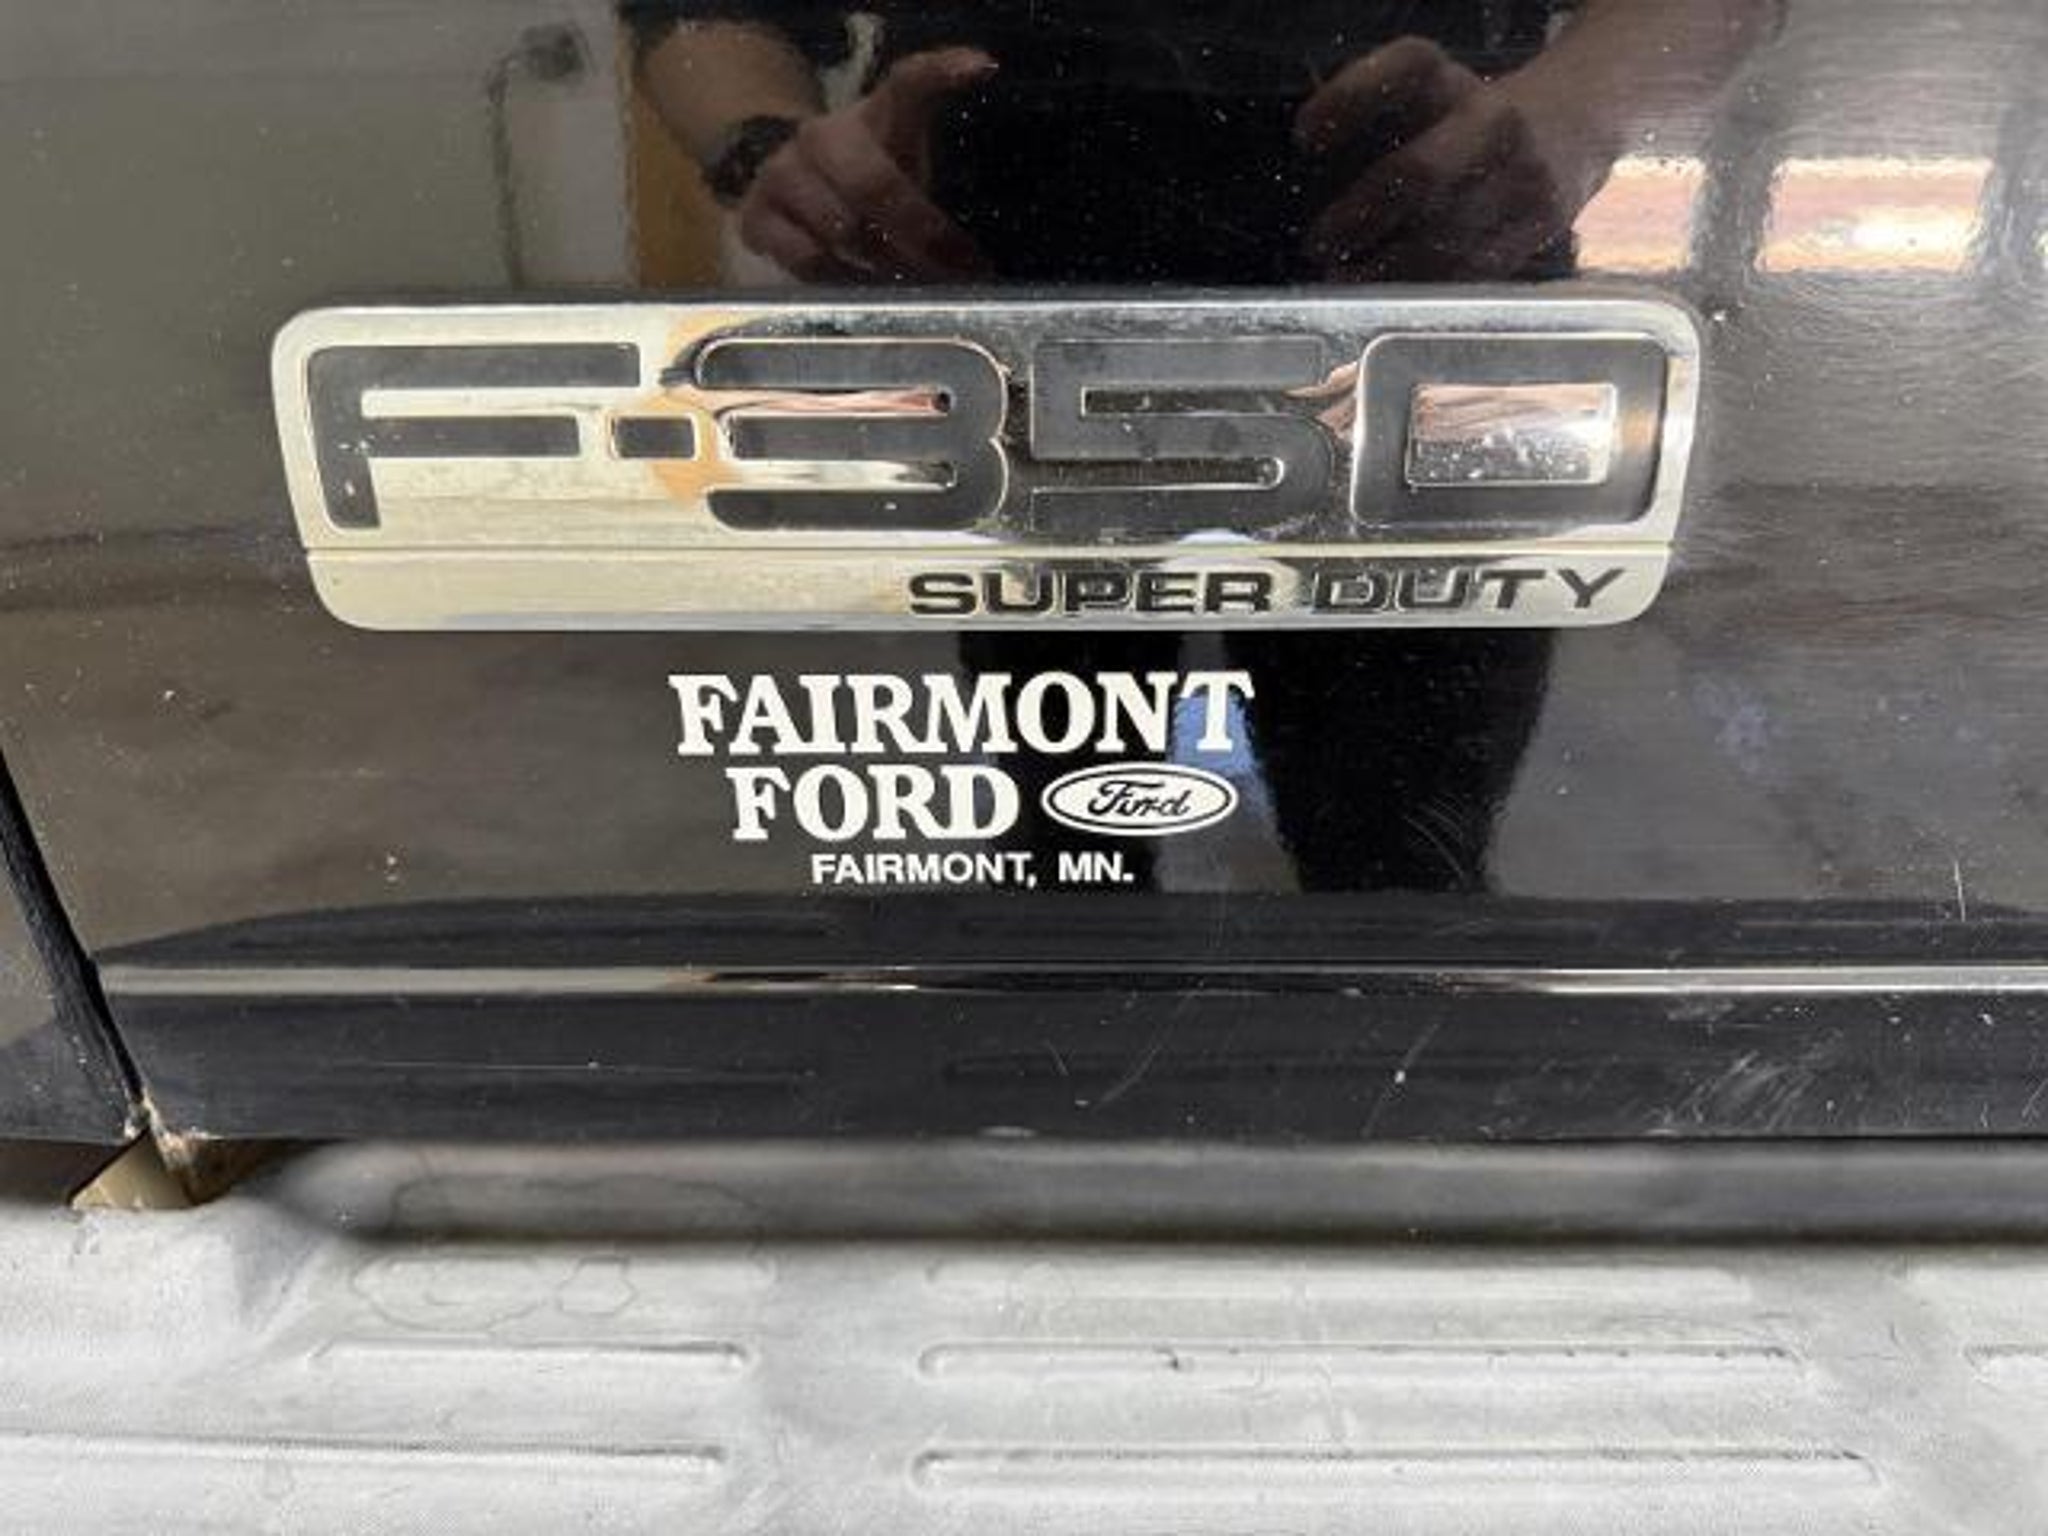 F-350
SUPER DUTY
FAIRMONT
FORD Ford
FAIRMONT, MN.